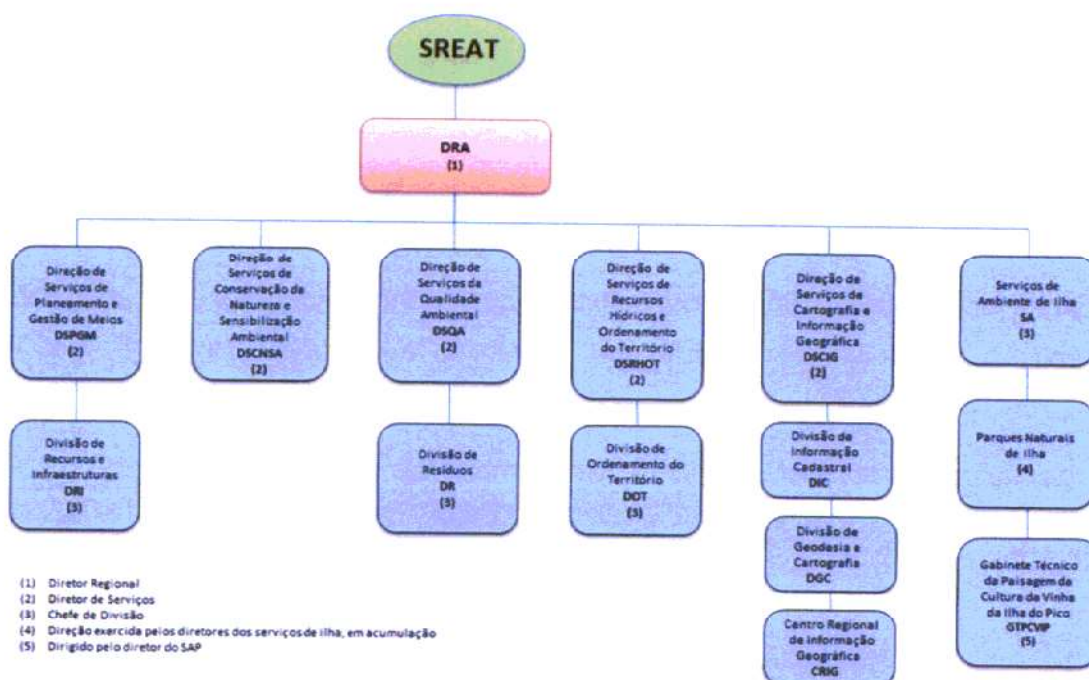 SREAT
DRA
(1)
Direção de
Serviços de
Planeamento e
Gestão de Meios
DSPGM
(2)
Direção de
Serviços de
Conservação da
Natureza e
Sensibilização
Ambiental
DSCNSA
(2)
Direção de
Serviços da
Qualidade
Ambiental
DSQA
(2)
Direção de
Serviços de
Recursos
Hídricos e
Ordenamento
do Território
DSRHOT
(2)
Direção de
Serviços de
Cartografia e
Informação
Geográfica
DSCIG
(2)
Serviços de
Ambiente de Ilha
SA
(3)
Divisão de
Recursos e
Infraestruturas
DRI
(3)
Divisão de
Resíduos
DR
(3)
Divisão de
Ordenamento do
Território
DOT
(3)
Divisão de
Informação
Cadastral
DIC
Divisão de
Geodesia e
Cartografia
DGC
Centro Regional
de Informação
Geográfica
CRIG
Parques Naturais
de Ilha
(4)
Gabinete Técnico
da Paisagem da
Cultura da Vinha
da Ilha do Pico
GTPCVIP
(5)
(1) Diretor Regional
(2) Diretor de Serviços
(3) Chefe de Divisão
(4) Direção exercida pelos diretores dos serviços de ilha, em acumulação
(5) Dirigido pelo diretor do SAP